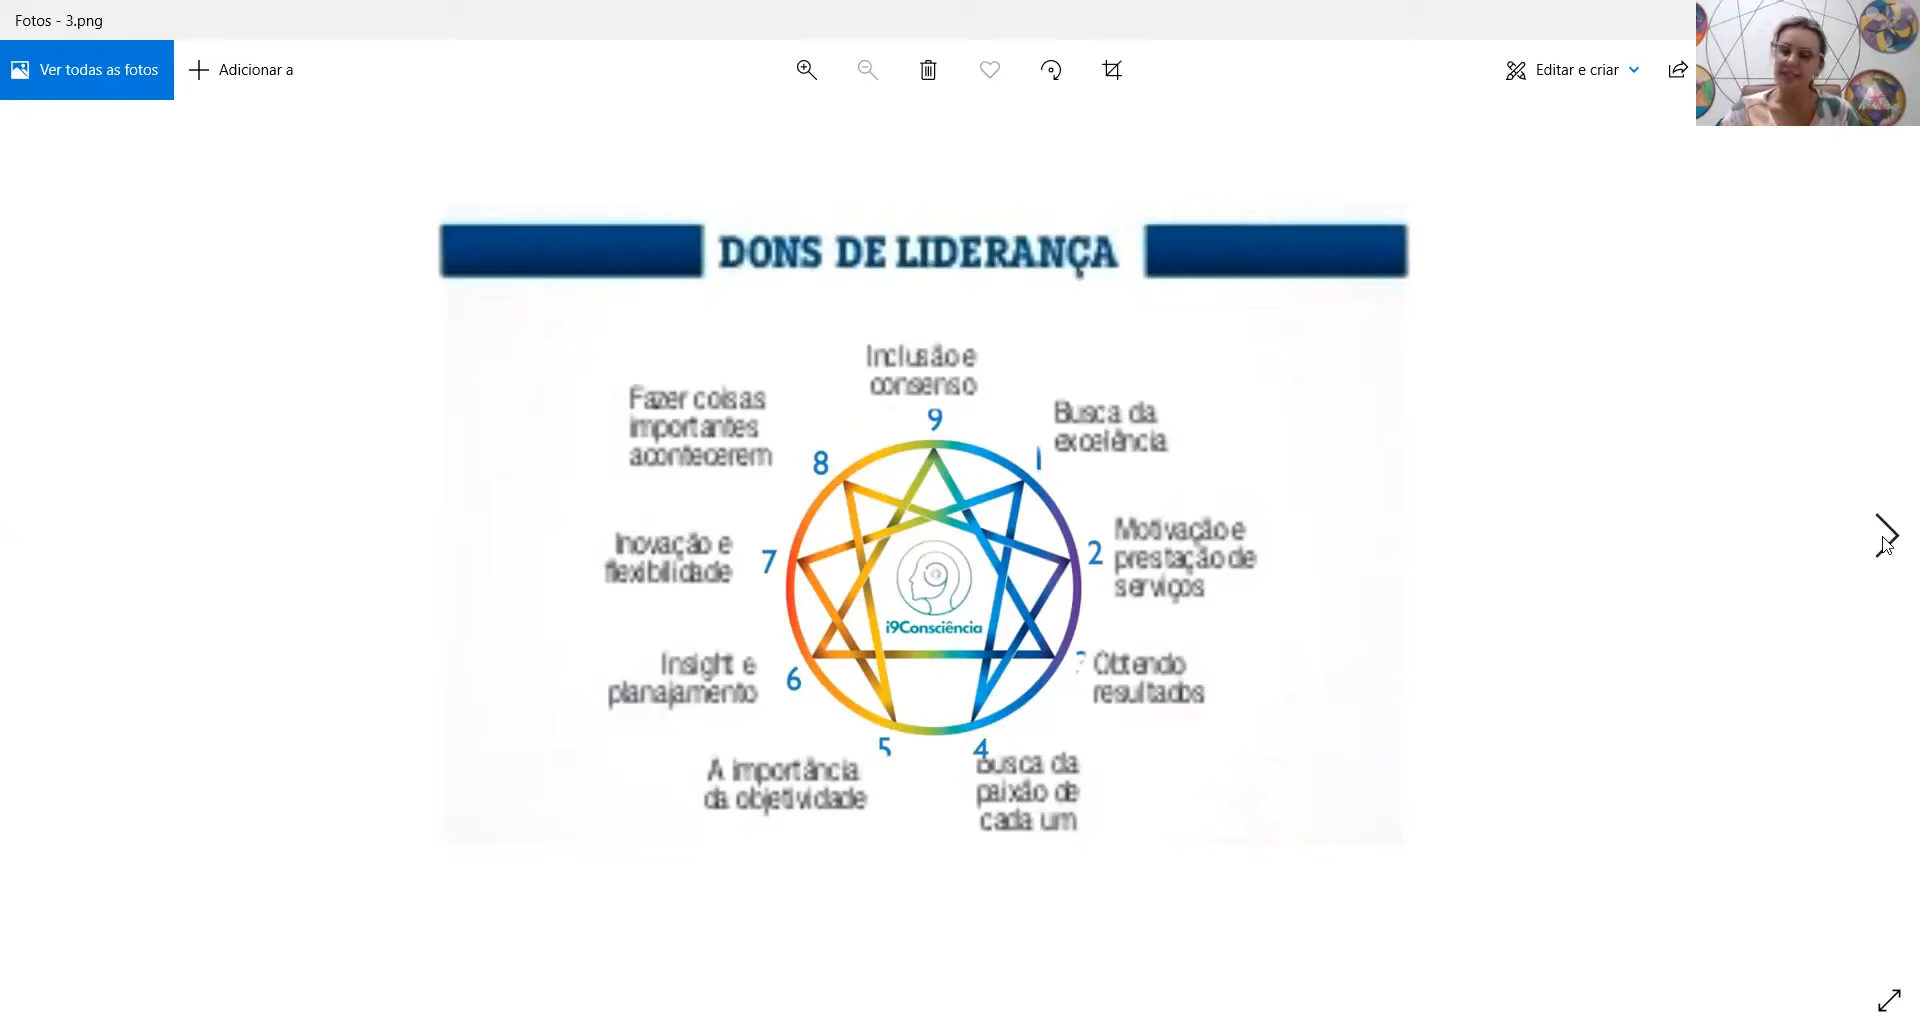 Fotos - 3.png
Ver todas as fotos
Adicionar a
Editar e criar
DONS DE LIDERANÇA
Inclusão e
consenso
9
Busca da
excelência
1
Motivação e
prestação de
serviços
2
Obtendo
resultados
4
Busca da
paixão de
cada um
5
A importância
da objetividade
6
Insight e
planajamento
7
Inovação e
flexibilidade
8
Fazer coisas
importantes
acontecerem
i9Consciência